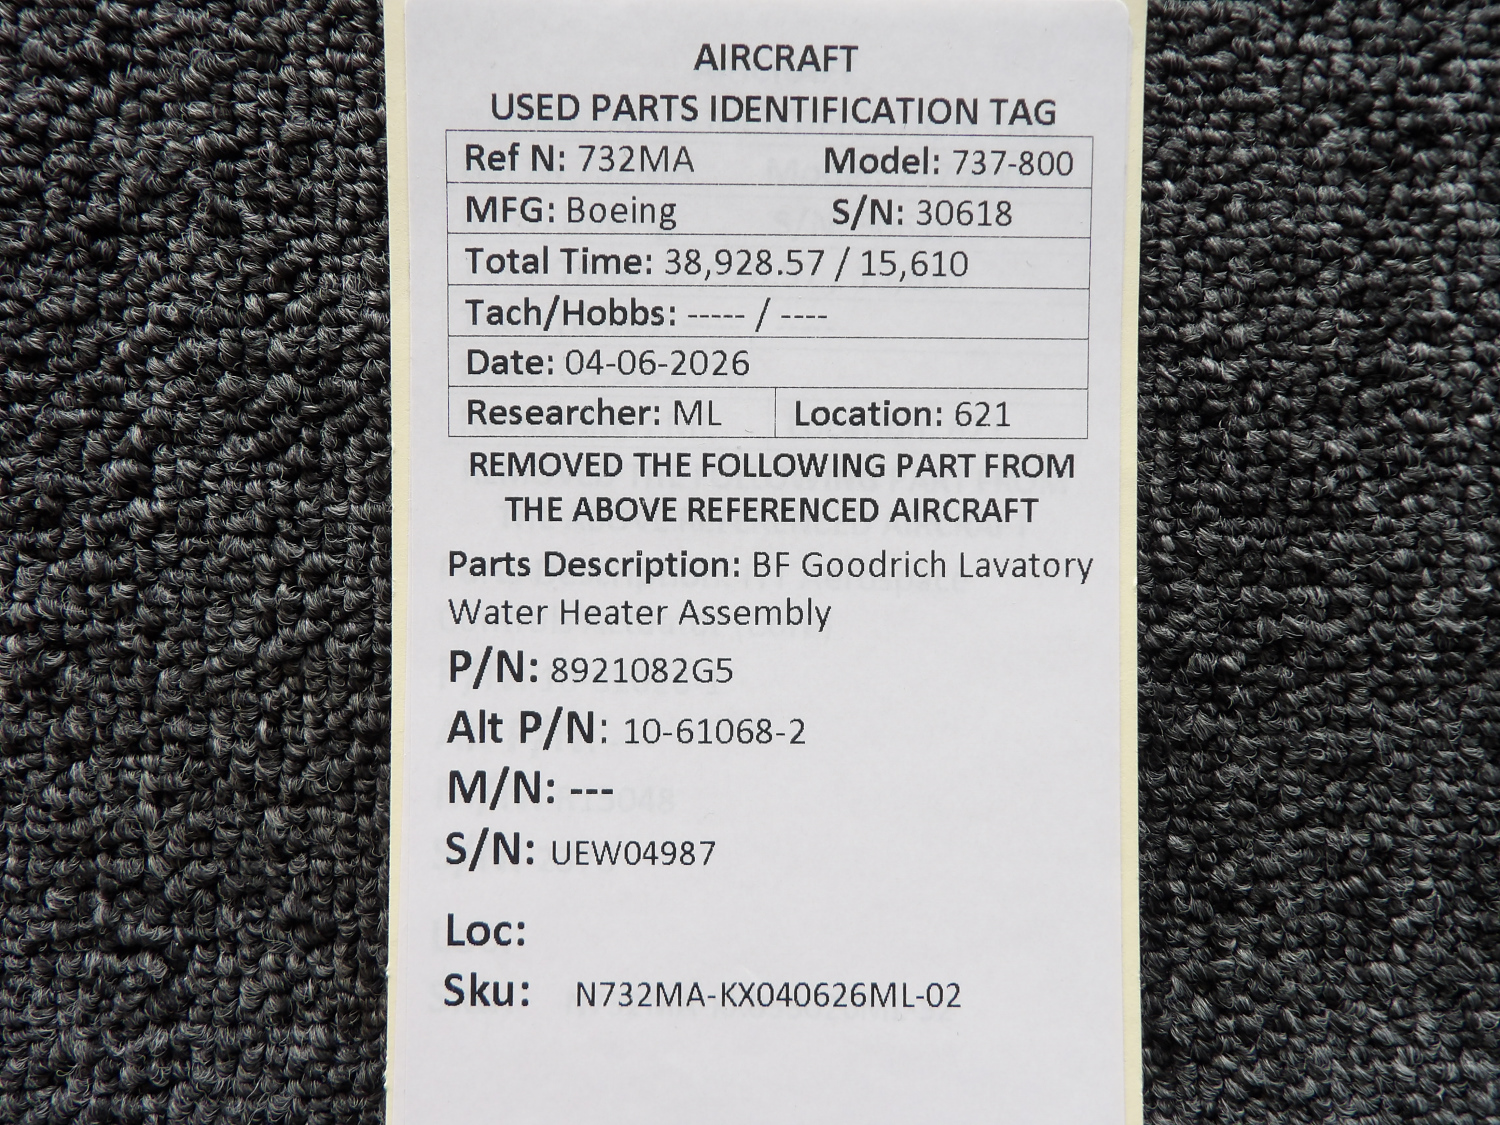 AIRCRAFT
USED PARTS IDENTIFICATION TAG
Ref N: 732MA Model: 737-800
MFG: Boeing S/N: 30618
Total Time: 38,928.57 / 15,610
Tach/Hobbs: ----- / ----
Date: 04-06-2026
Researcher: ML Location: 621
REMOVED THE FOLLOWING PART FROM
THE ABOVE REFERENCED AIRCRAFT
Parts Description: BF Goodrich Lavatory
Water Heater Assembly
P/N: 8921082G5
Alt P/N: 10-61068-2
M/N: ---
S/N: UEW04987
Loc:
Sku: N732MA-KX040626ML-02